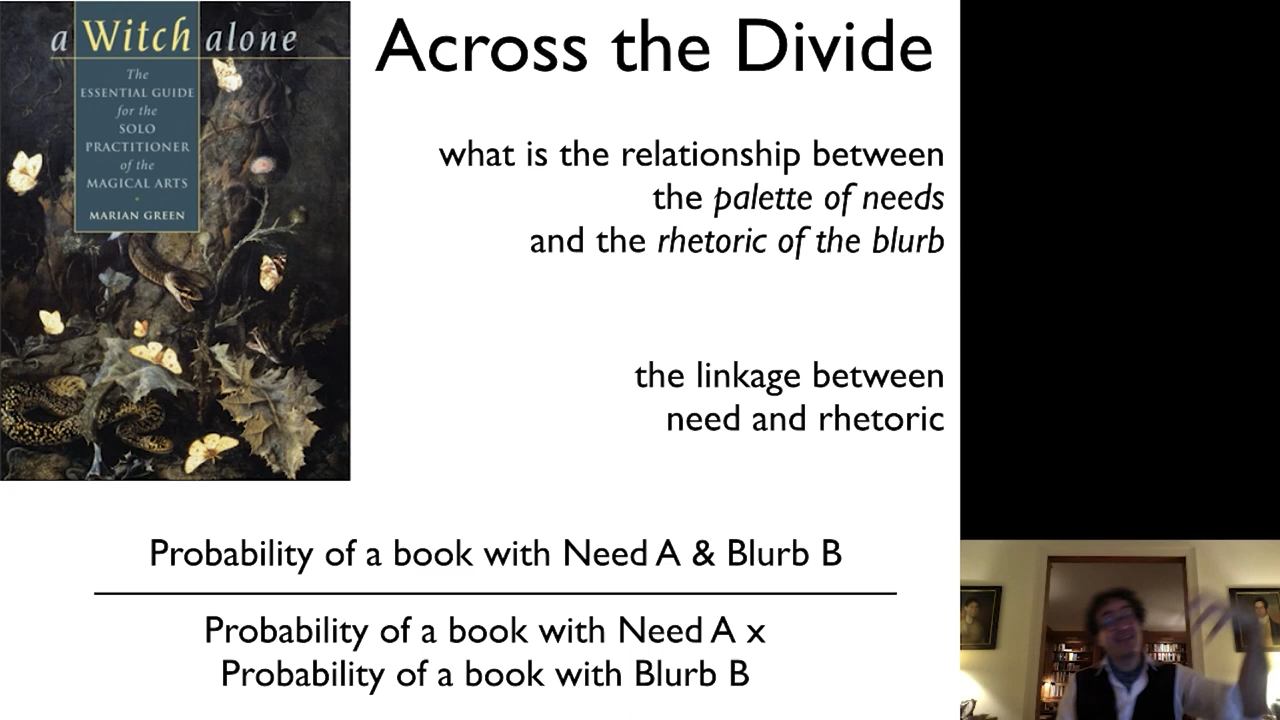 a Witch alone
The
ESSENTIAL GUIDE
for the
SOLO
PRACTITIONER
of the
MAGICAL ARTS
MARIAN GREEN
Across the Divide
what is the relationship between
the palette of needs
and the rhetoric of the blurb
the linkage between
need and rhetoric
Probability of a book with Need A & Blurb B
Probability of a book with Need A x
Probability of a book with Blurb B